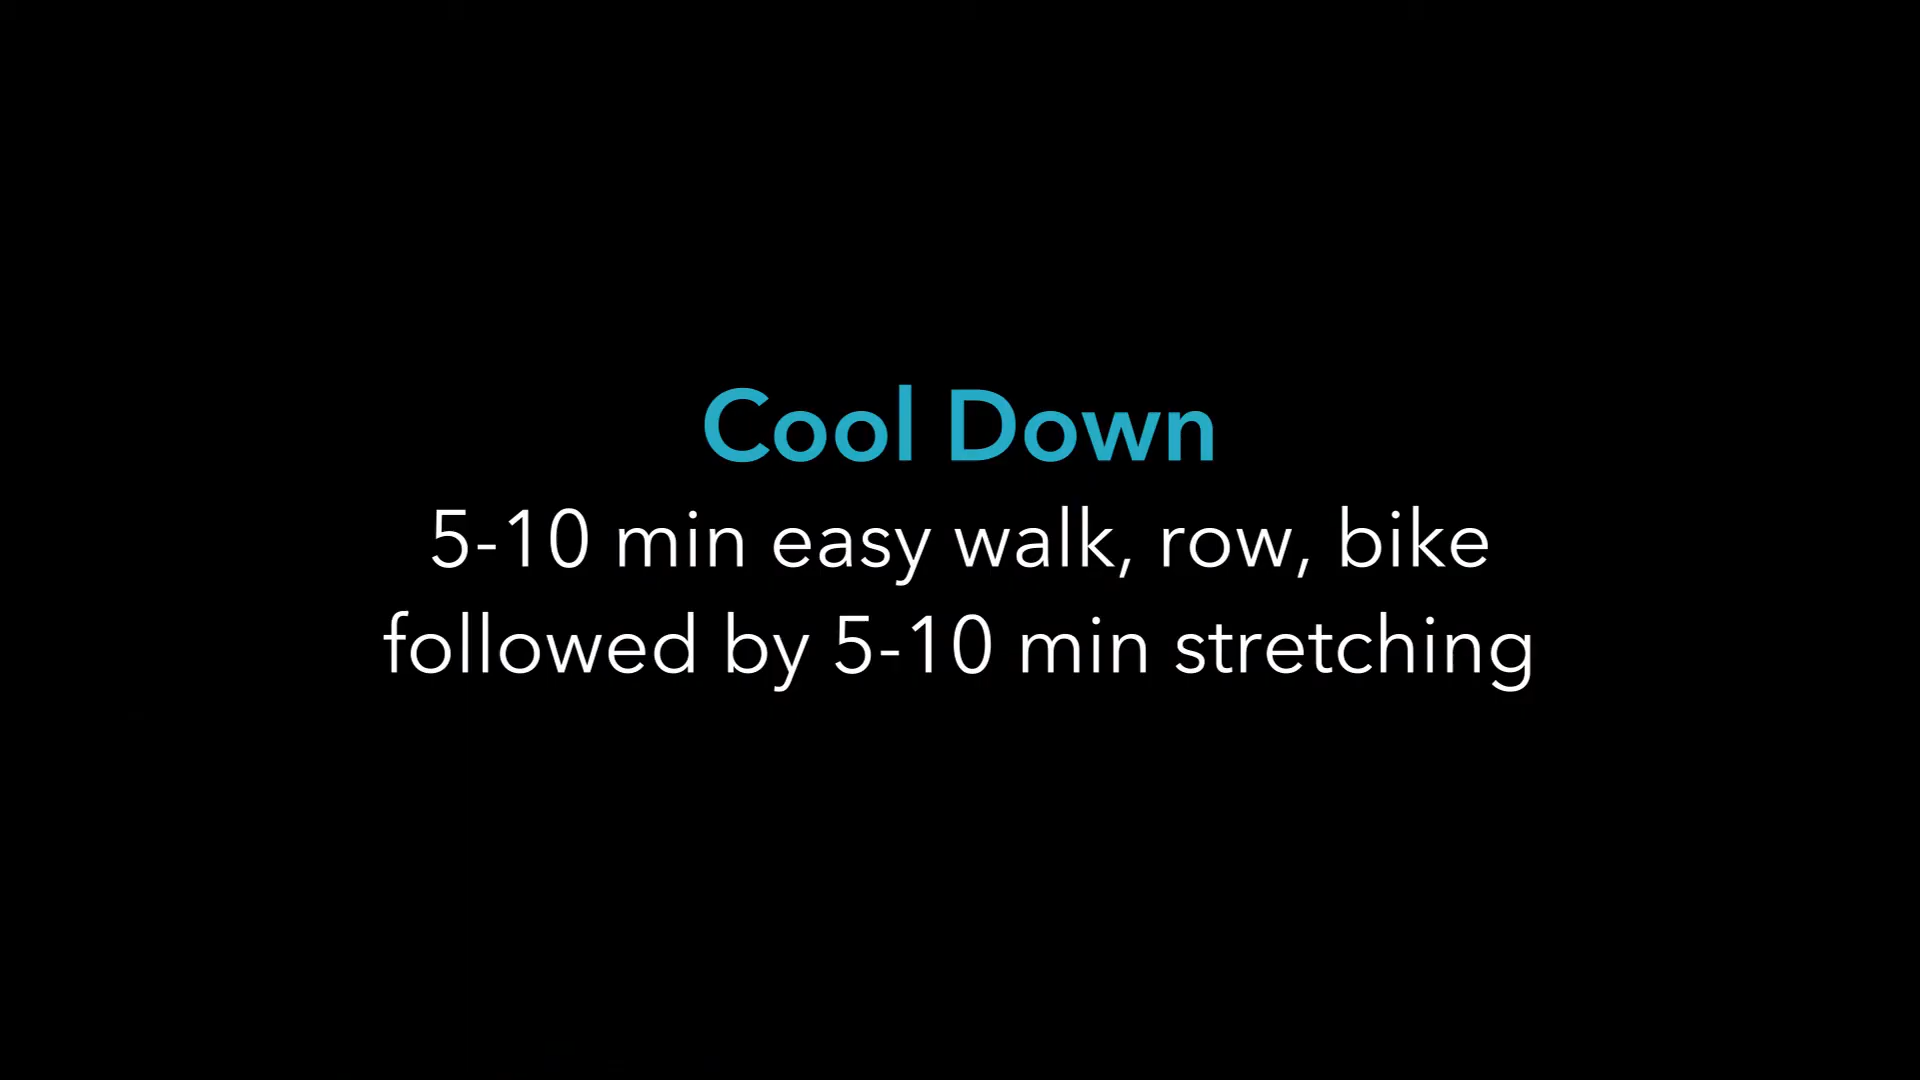 Cool Down
5-10 min easy walk, row, bike
followed by 5-10 min stretching